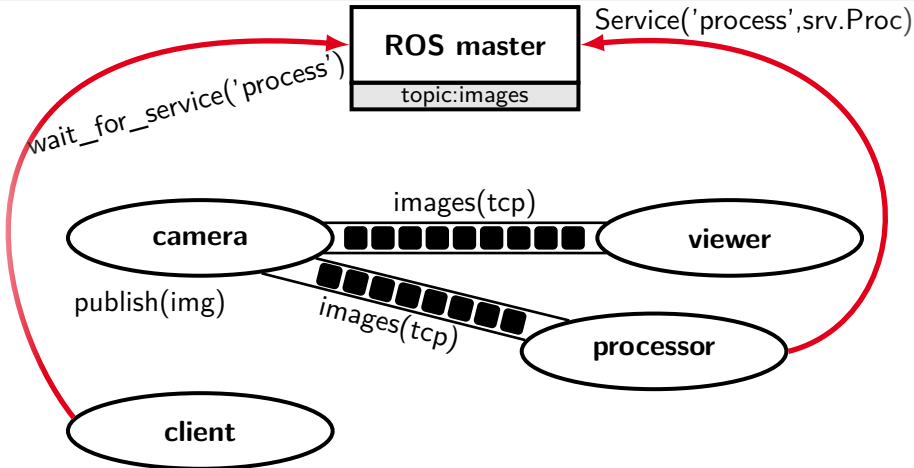 Service('process',srv.Proc)
ROS master
topic:images
wait_for_service('process')
images(tcp)
camera
viewer
publish(img)
images(tcp)
processor
client